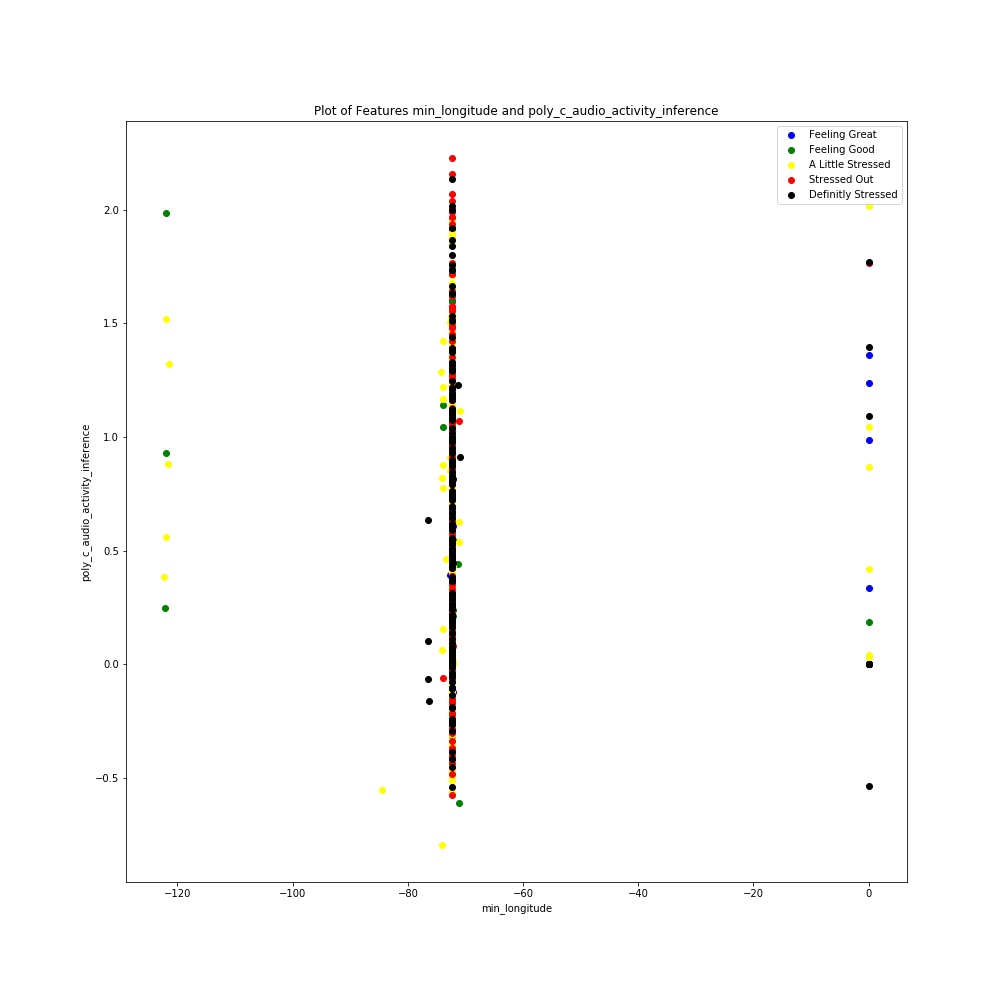 Plot of Features min_longitude and poly_c_audio_activity_inference
Feeling Great
Feeling Good
A Little Stressed
Stressed Out
Definitly Stressed
2.0
1.5
1.0
0.5
0.0
−0.5
poly_c_audio_activity_inference
−120
−100
−80
−60
−40
−20
0
min_longitude